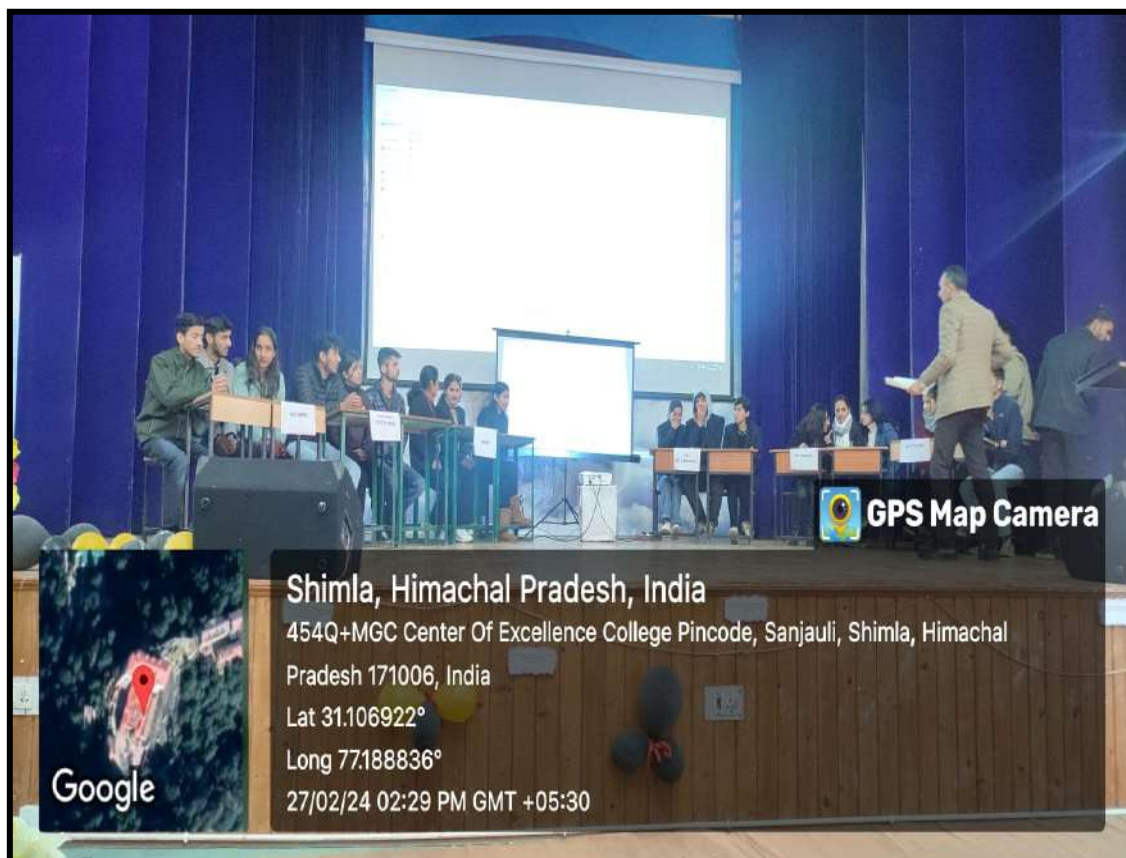 GPS Map Camera
Shimla, Himachal Pradesh, India
454Q+MGC Center Of Excellence College Pincode, Sanjauli, Shimla, Himachal
Pradesh 171006, India
Lat 31.106922°
Long 77.188836°
27/02/24 02:29 PM GMT +05:30
Google